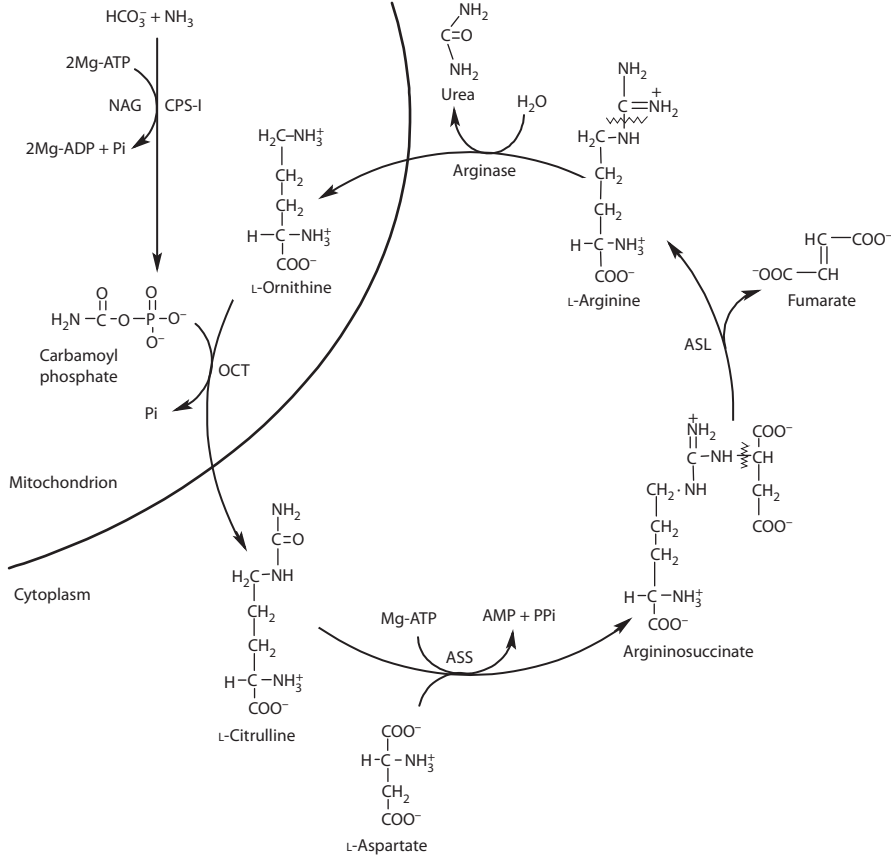 HCO₃⁻ + NH₃
2Mg-ATP
NAG CPS-I
2Mg-ADP + Pi
O O
H₂N C O P O⁻
O⁻
Carbamoyl
phosphate
OCT
Pi
Mitochondrion
Cytoplasm
H₂C NH₃⁺
CH₂
CH₂
H C NH₃⁺
COO⁻
L-Ornithine
NH₂
C=O
NH₂
Urea
H₂O
Arginase
NH₂
+
C=NH₂
H₂C NH
CH₂
CH₂
H C NH₃⁺
COO⁻
L-Arginine
HC COO⁻
⁻OOC CH
Fumarate
ASL
+
NH₂ COO⁻
C NH CH
CH₂ NH CH₂
CH₂ COO⁻
CH₂
H C NH₃⁺
COO⁻
Argininosuccinate
NH₂
C=O
H₂C NH
CH₂
CH₂
H C NH₃⁺
COO⁻
L-Citrulline
Mg-ATP AMP + PPi
ASS
COO⁻
H C NH₃⁺
CH₂
COO⁻
L-Aspartate